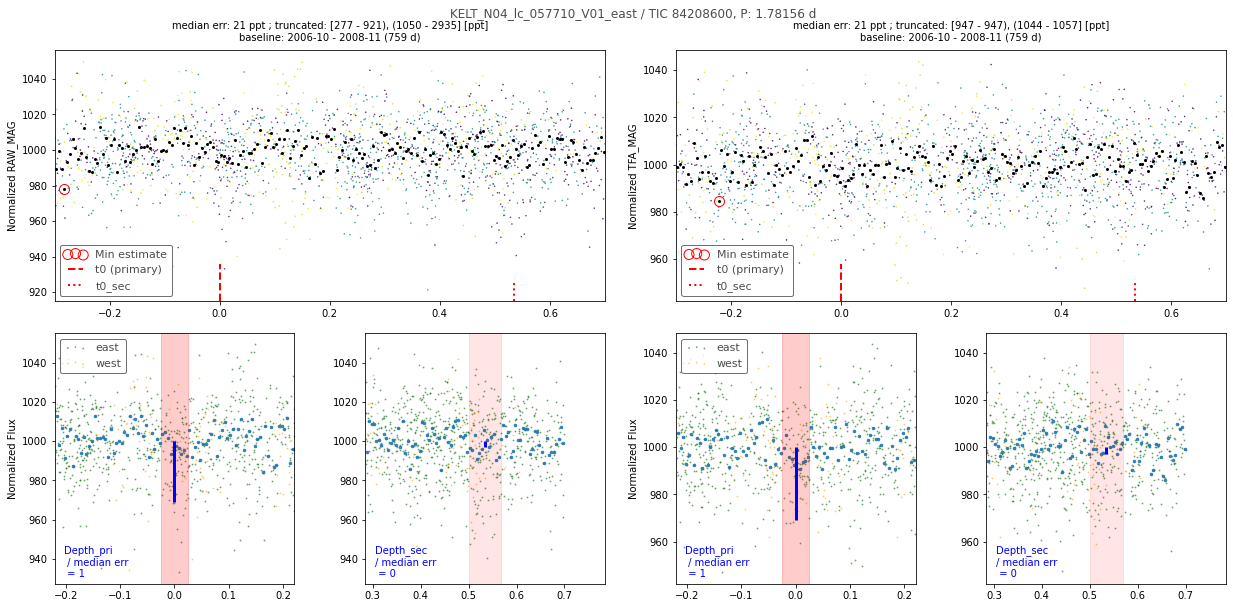 KELT_N04_lc_057710_V01_east / TIC 84208600, P: 1.78156 d
median err: 21 ppt ; truncated: [277 - 921), (1050 - 2935] [ppt]
baseline: 2006-10 - 2008-11 (759 d)
1040
1020
1000
980
960
940
920
Normalized RAW_MAG
Min estimate
t0 (primary)
t0_sec
−0.2
0.0
0.2
0.4
0.6
median err: 21 ppt ; truncated: [947 - 947), (1044 - 1057] [ppt]
baseline: 2006-10 - 2008-11 (759 d)
1040
1020
1000
980
960
Normalized TFA_MAG
Min estimate
t0 (primary)
t0_sec
−0.2
0.0
0.2
0.4
0.6
east
west
1040
1020
1000
980
960
940
Normalized Flux
Depth_pri
/ median err
= 1
−0.2
−0.1
0.0
0.1
0.2
1040
1020
1000
980
960
940
Depth_sec
/ median err
= 0
0.3
0.4
0.5
0.6
0.7
east
west
1040
1020
1000
980
960
Normalized Flux
Depth_pri
/ median err
= 1
−0.2
−0.1
0.0
0.1
0.2
1040
1020
1000
980
960
Depth_sec
/ median err
= 0
0.3
0.4
0.5
0.6
0.7